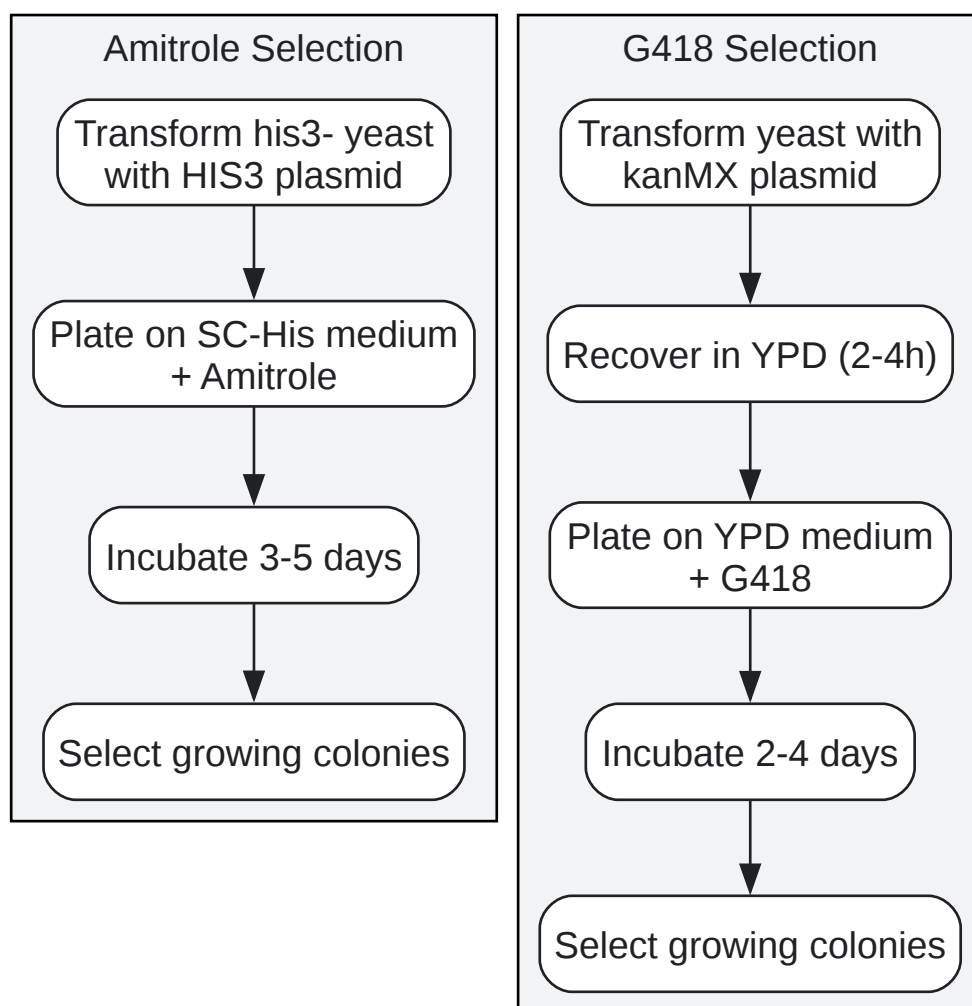 Amitrole Selection
Transform his3- yeast
with HIS3 plasmid
Plate on SC-His medium
+ Amitrole
Incubate 3-5 days
Select growing colonies
G418 Selection
Transform yeast with
kanMX plasmid
Recover in YPD (2-4h)
Plate on YPD medium
+ G418
Incubate 2-4 days
Select growing colonies